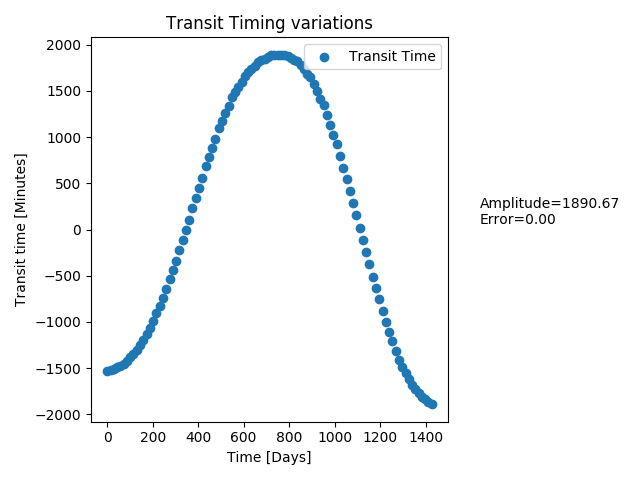 Transit Timing variations
Transit Time
2000
1500
1000
500
0
−500
−1000
−1500
−2000
Transit time [Minutes]
0 200 400 600 800 1000 1200 1400
Time [Days]
Amplitude=1890.67
Error=0.00